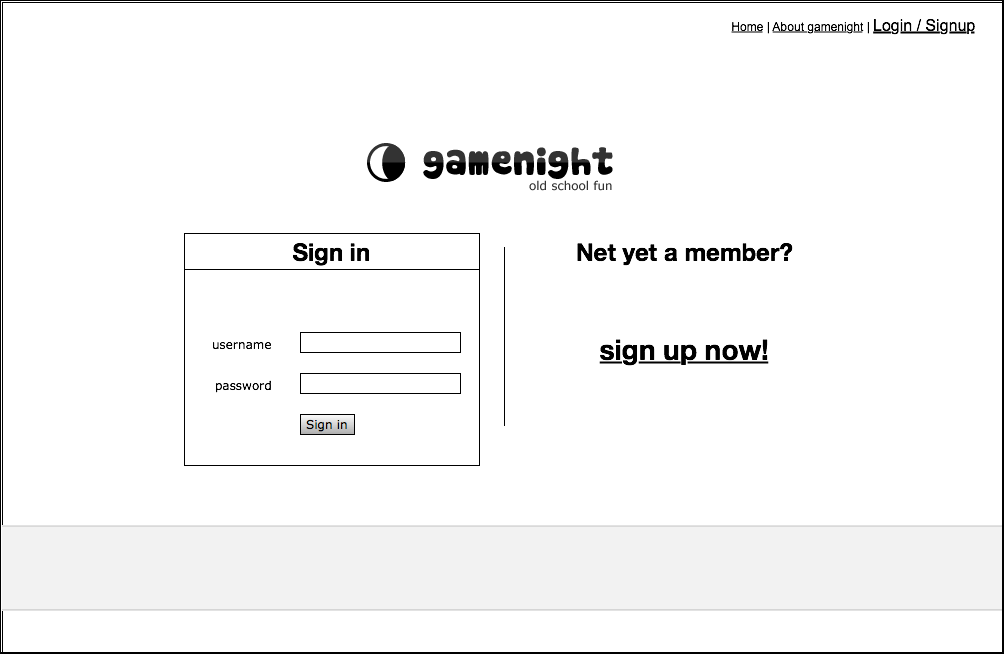 Home | About gamenight | Login / Signup
gamenight
old school fun
Sign in
username
password
Sign in
Net yet a member?
sign up now!